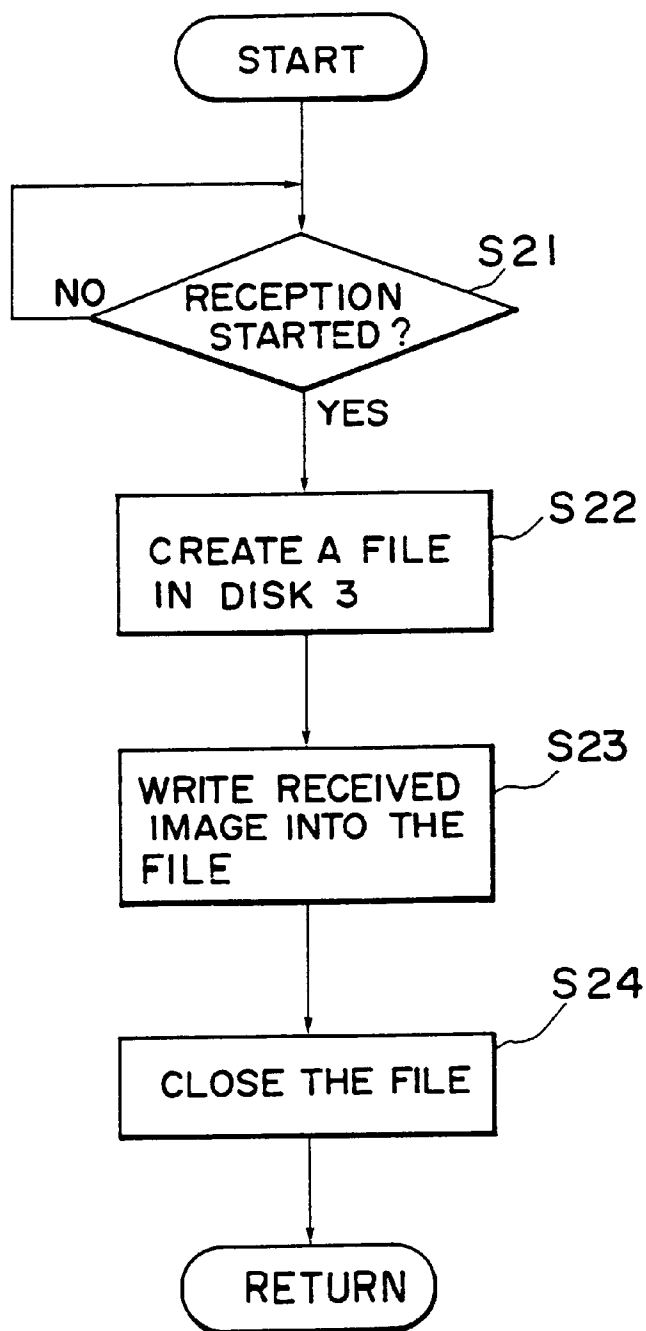 START
S21
RECEPTION
STARTED?
NO
YES
S22
CREATE A FILE
IN DISK 3
S23
WRITE RECEIVED
IMAGE INTO THE
FILE
S24
CLOSE THE FILE
RETURN